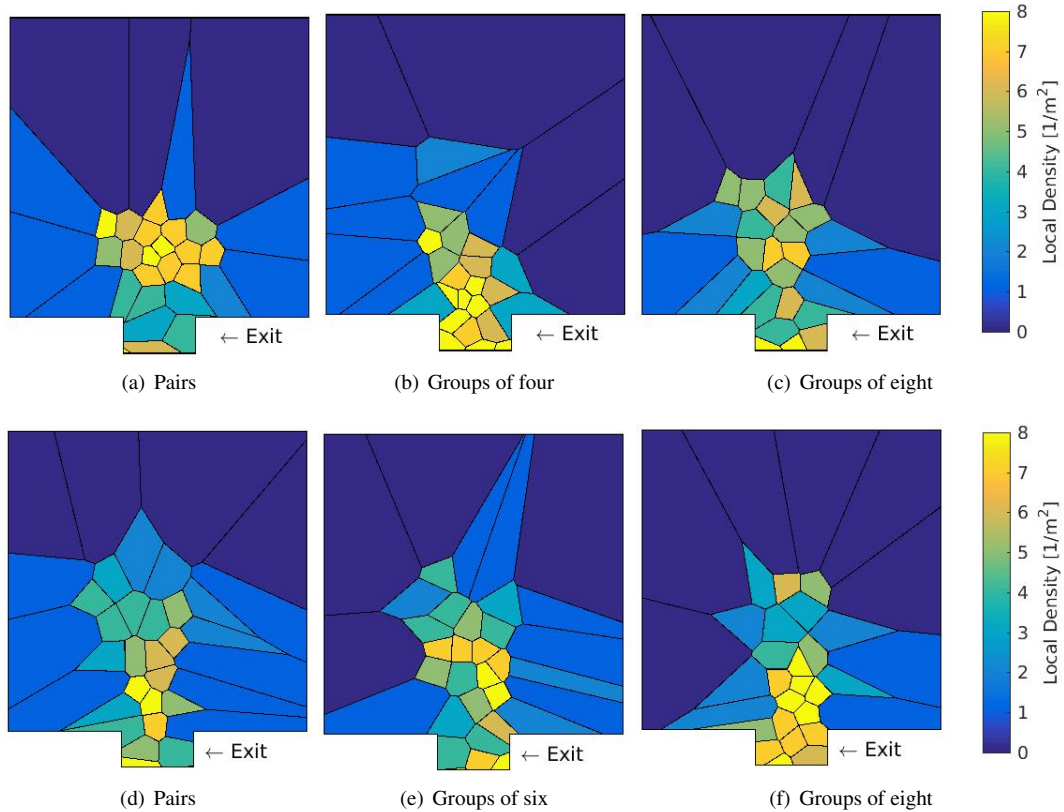 8
7
6
5
4
3
2
1
0
Local Density [1/m²]
← Exit
← Exit
← Exit
(a) Pairs
(b) Groups of four
(c) Groups of eight
8
7
6
5
4
3
2
1
0
Local Density [1/m²]
← Exit
← Exit
← Exit
(d) Pairs
(e) Groups of six
(f) Groups of eight